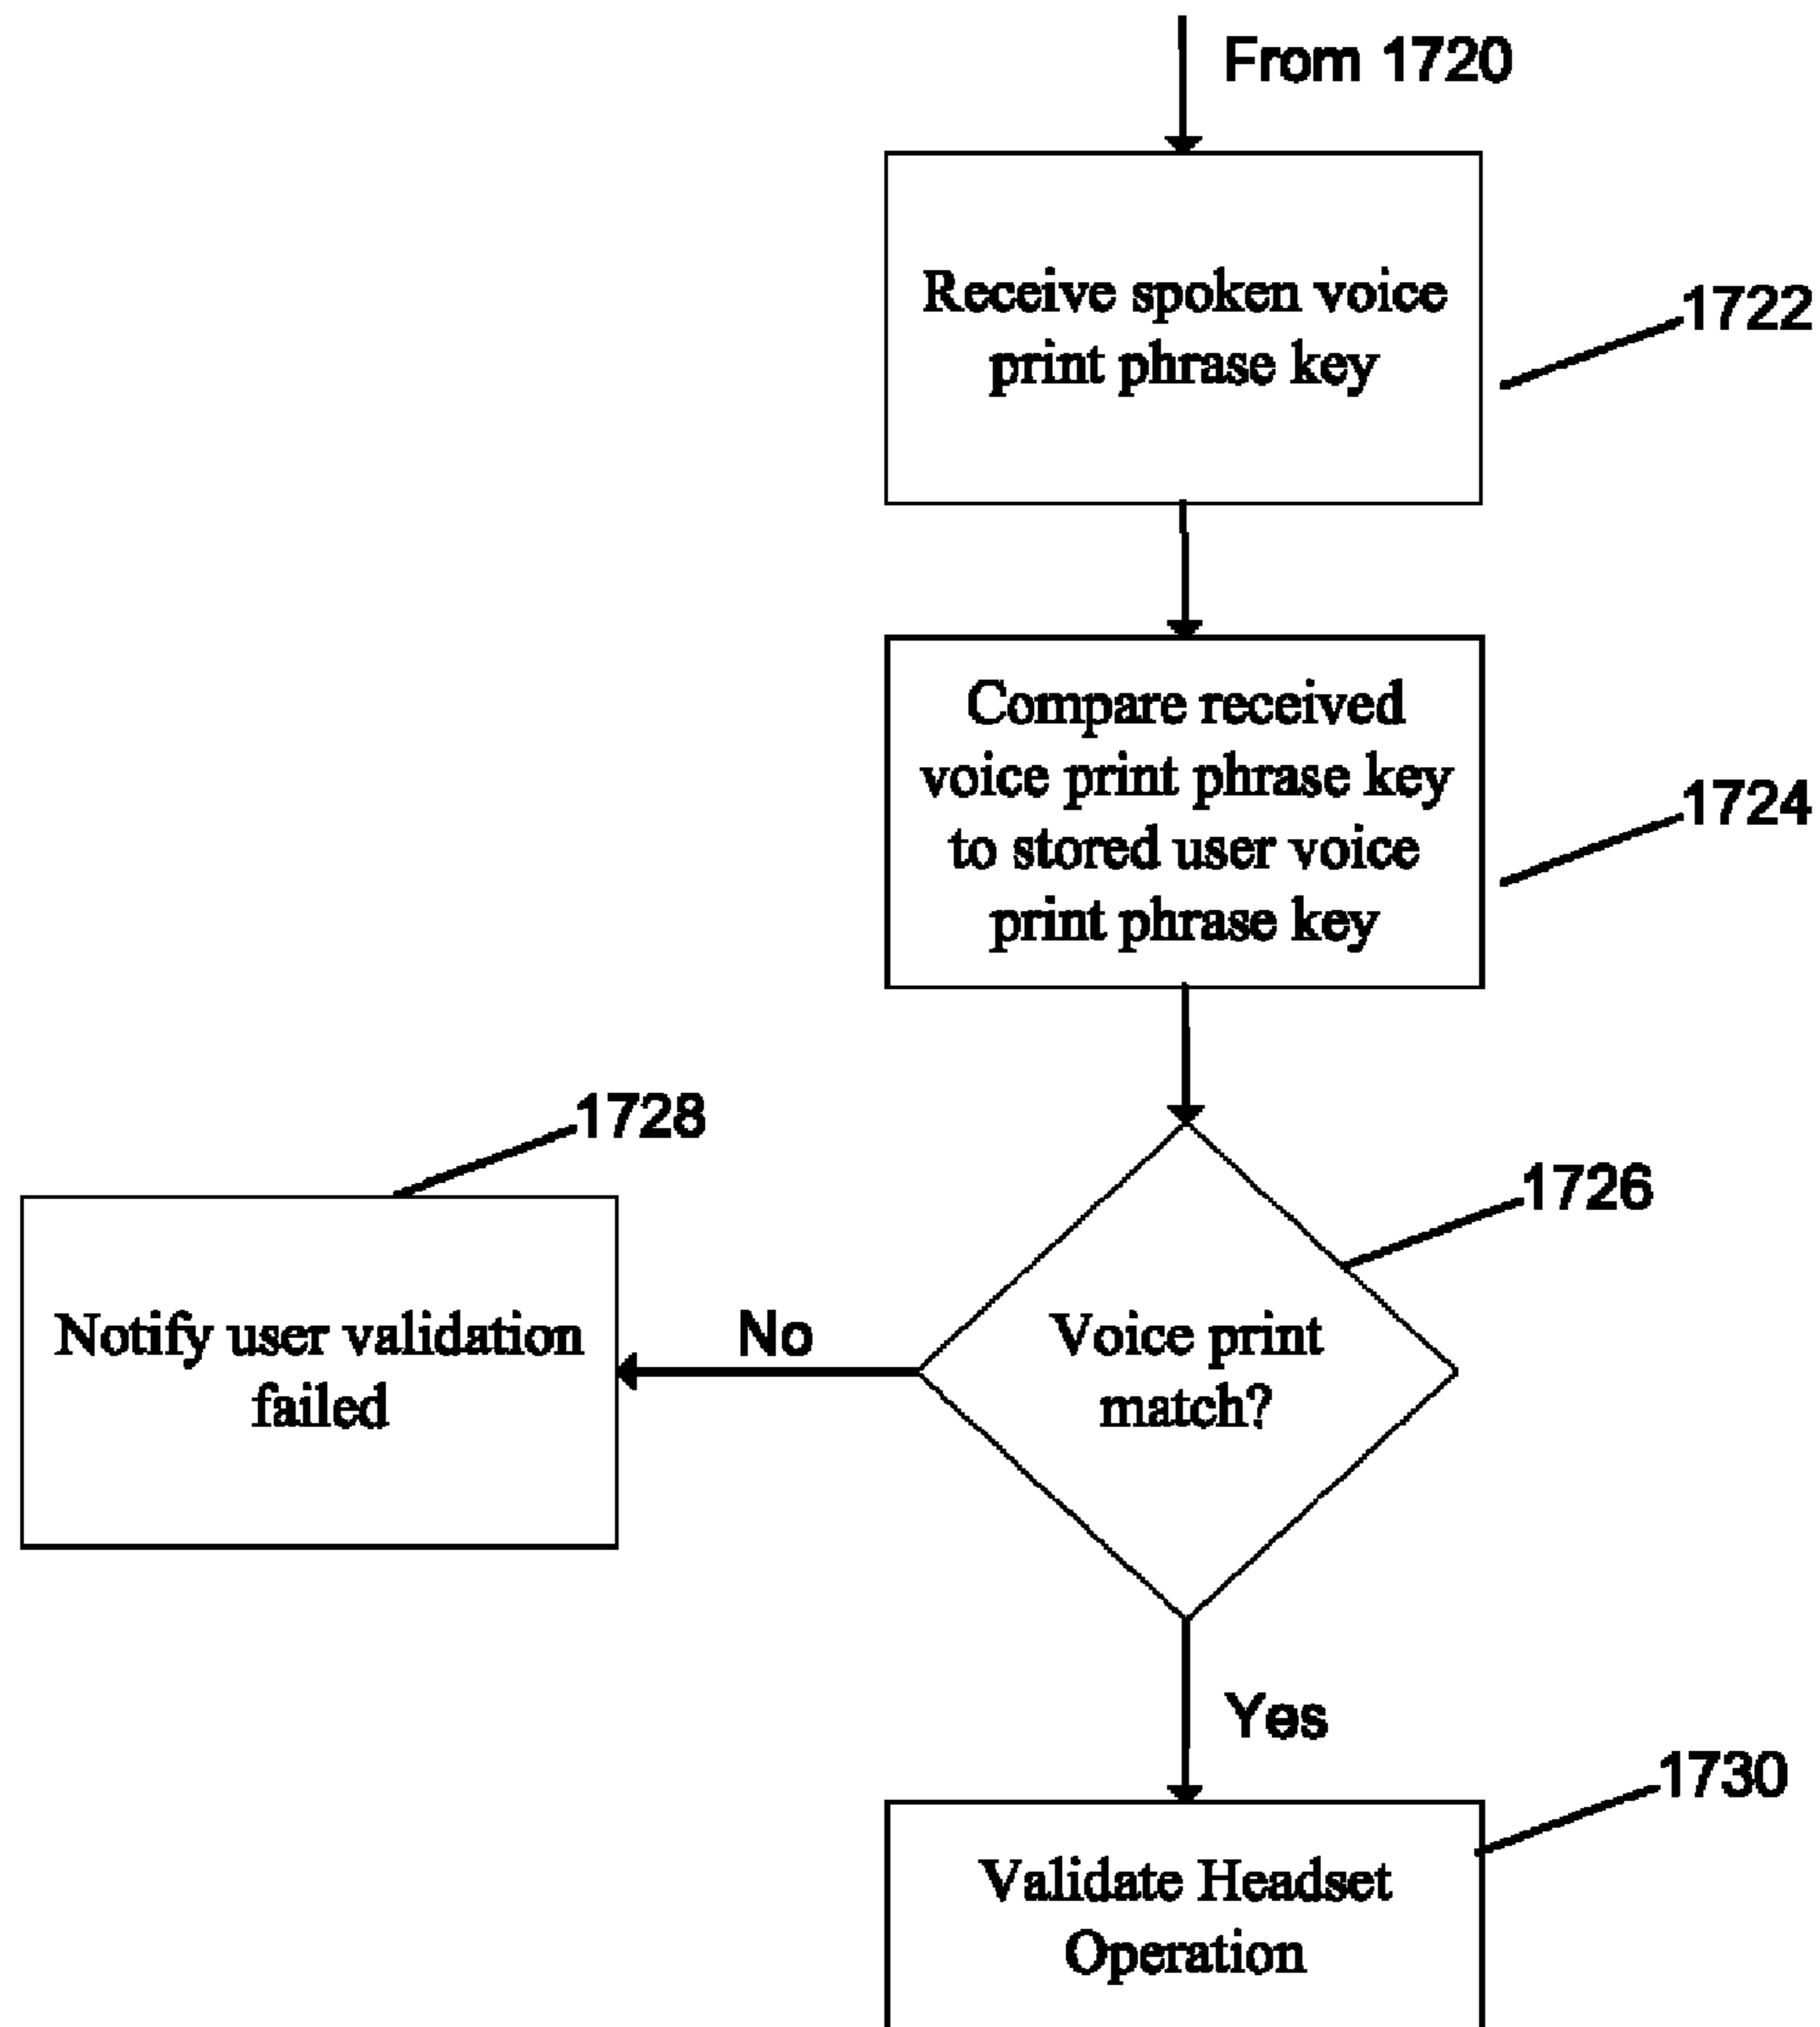 From 1720
Receive spoken voice
print phrase key
1722
Compare received
voice print phrase key
to stored user voice
print phrase key
1724
1728
1726
Notify user validation
failed
No
Voice print
match?
Yes
1730
Validate Headset
Operation